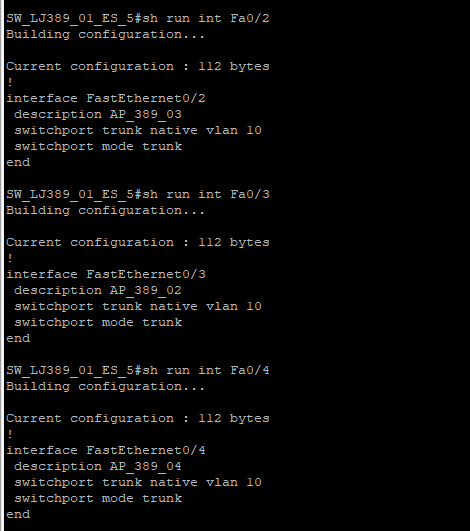 SW_LJ389_01_ES_5#sh run int Fa0/2
Building configuration...
Current configuration : 112 bytes
!
interface FastEthernet0/2
description AP_389_03
switchport trunk native vlan 10
switchport mode trunk
end
SW_LJ389_01_ES_5#sh run int Fa0/3
Building configuration...
Current configuration : 112 bytes
!
interface FastEthernet0/3
description AP_389_02
switchport trunk native vlan 10
switchport mode trunk
end
SW_LJ389_01_ES_5#sh run int Fa0/4
Building configuration...
Current configuration : 112 bytes
!
interface FastEthernet0/4
description AP_389_04
switchport trunk native vlan 10
switchport mode trunk
end